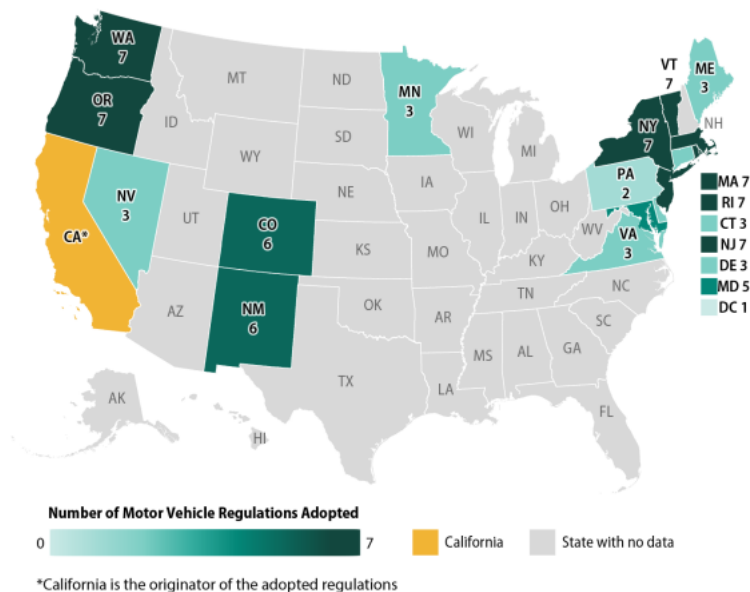 WA
7
MT
ND
MN
3
VT
7
ME
3
OR
7
ID
SD
WI
NY
7
NH
WY
MI
PA
2
MA 7
RI 7
CT 3
NJ 7
DE 3
MD 5
DC 1
NV
3
NE
IA
UT
CO
6
IL
IN
OH
CA*
KS
MO
WV
VA
3
KY
AZ
NM
6
OK
TN
NC
AR
SC
MS
AL
GA
TX
LA
AK
HI
FL
Number of Motor Vehicle Regulations Adopted
0
7
California
State with no data
*California is the originator of the adopted regulations